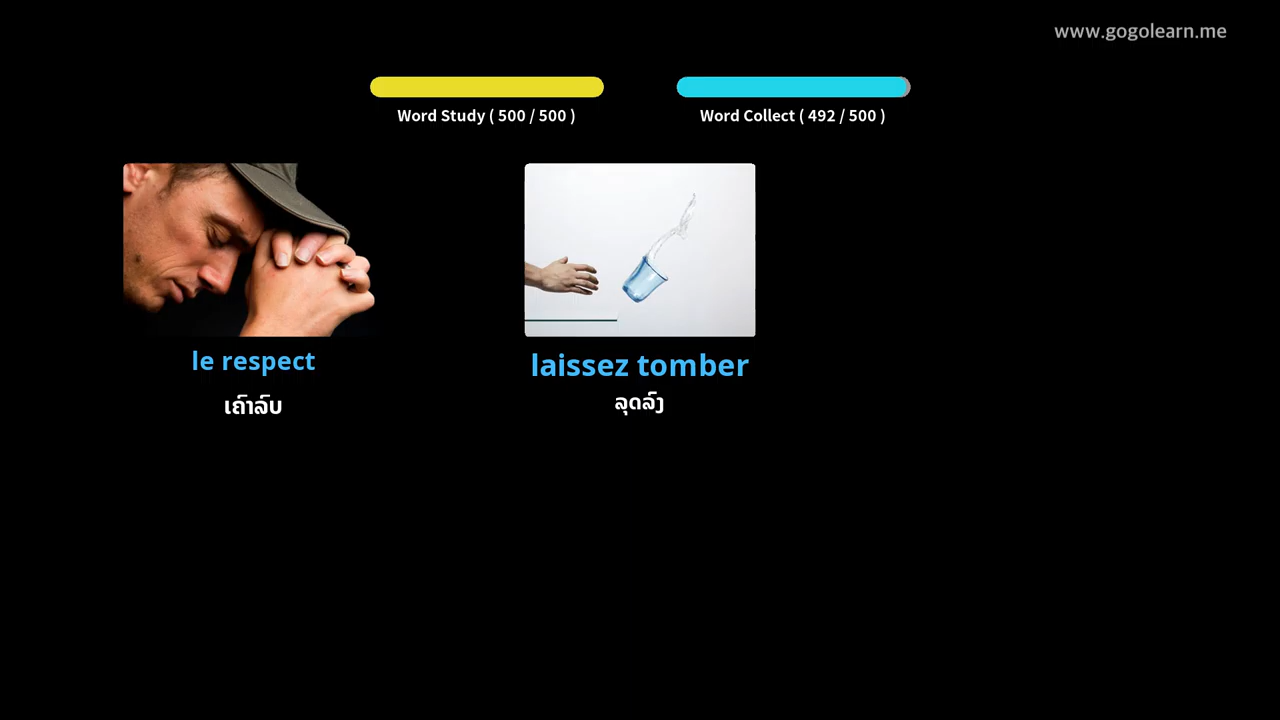 www.gogolearn.me
Word Study ( 500 / 500 )
Word Collect ( 492 / 500 )
le respect
laissez tomber
ເຄົາລົບ
ລຸດລົງ